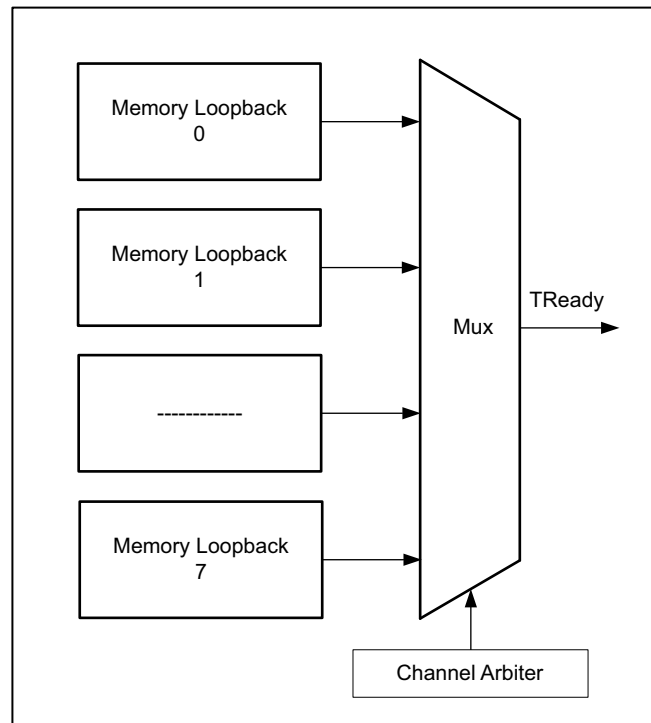 Memory Loopback
0
Memory Loopback
1
------------
Memory Loopback
7
Mux
TReady
Channel Arbiter